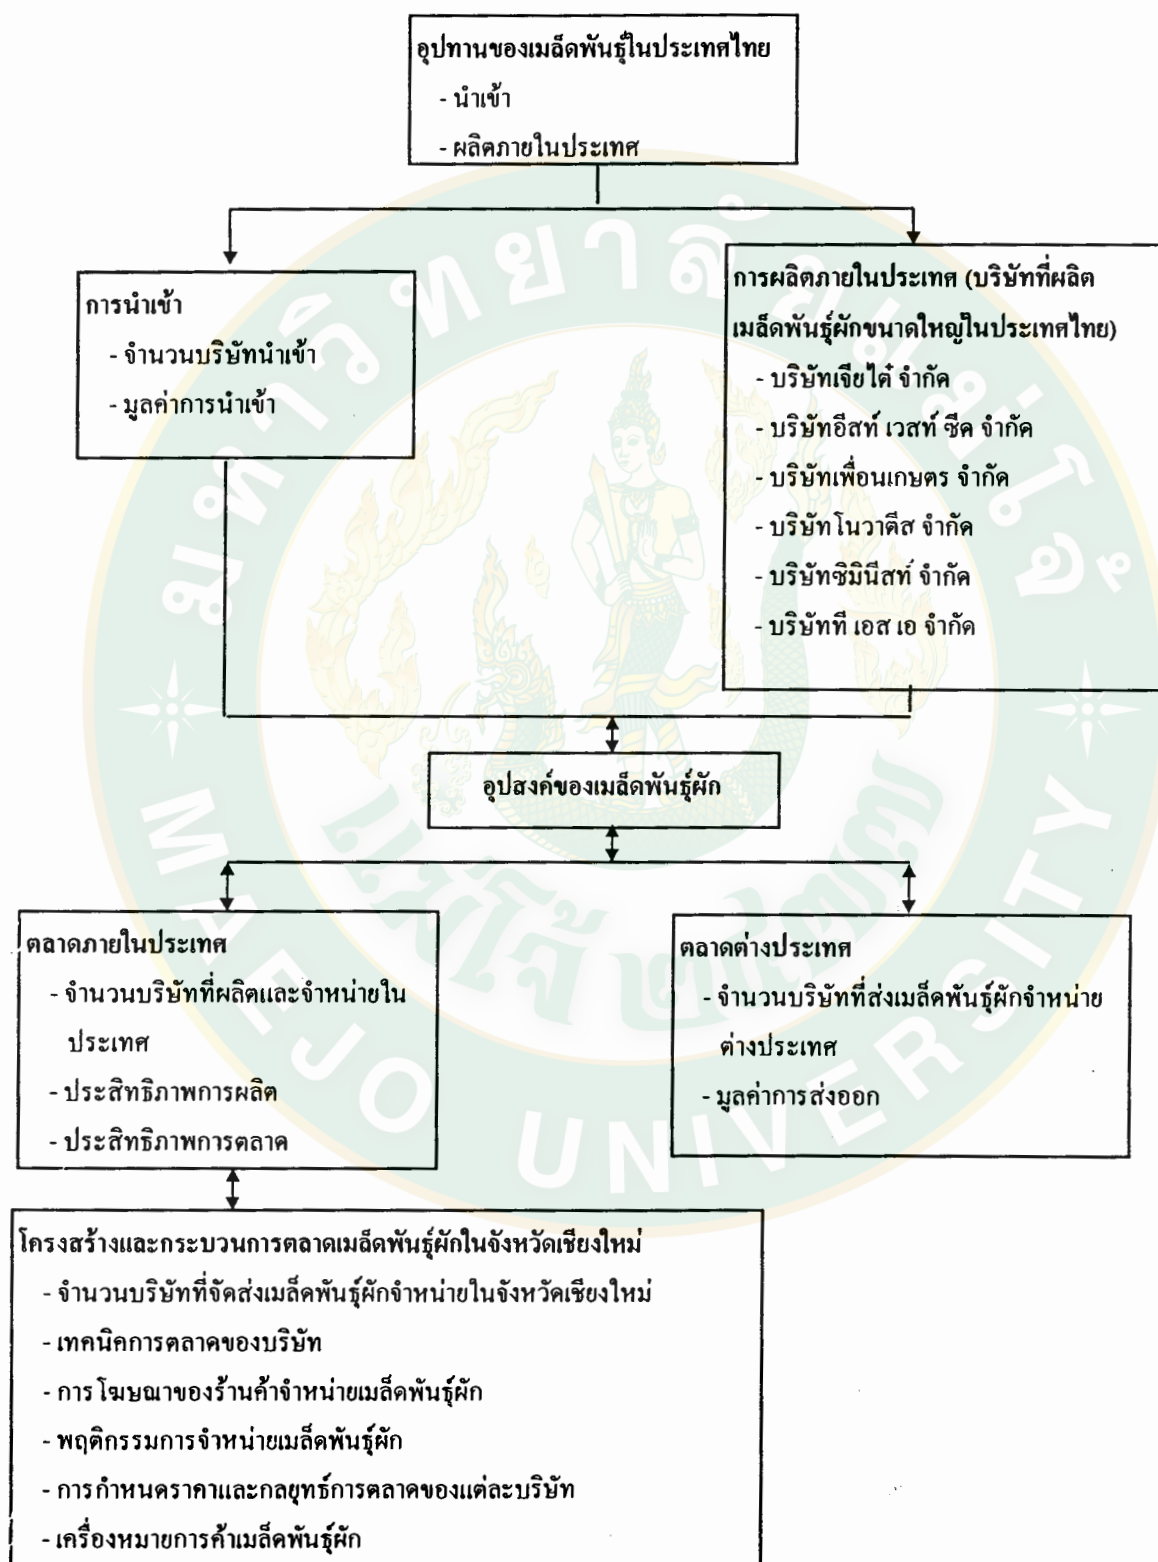 อุปทานของเมล็ดพันธุ์ในประเทศไทย
- นำเข้า
- ผลิตภายในประเทศ
การนำเข้า
- จำนวนบริษัทนำเข้า
- มูลค่าการนำเข้า
การผลิตภายในประเทศ (บริษัทที่ผลิต
เมล็ดพันธุ์ผักขนาดใหญ่ในประเทศไทย)
- บริษัทเจียไต๋ จำกัด
- บริษัทอีสท์ เวสท์ ซีด จำกัด
- บริษัทเพื่อนเกษตร จำกัด
- บริษัทโนวาตีส จำกัด
- บริษัทซิมินีสท์ จำกัด
- บริษัทที เอส เอ จำกัด
อุปสงค์ของเมล็ดพันธุ์ผัก
ตลาดภายในประเทศ
- จำนวนบริษัทที่ผลิตและจำหน่ายใน
ประเทศ
- ประสิทธิภาพการผลิต
- ประสิทธิภาพการตลาด
ตลาดต่างประเทศ
- จำนวนบริษัทที่ส่งเมล็ดพันธุ์ผักจำหน่าย
ต่างประเทศ
- มูลค่าการส่งออก
โครงสร้างและกระบวนการตลาดเมล็ดพันธุ์ผักในจังหวัดเชียงใหม่
- จำนวนบริษัทที่จัดส่งเมล็ดพันธุ์ผักจำหน่ายในจังหวัดเชียงใหม่
- เทคนิคการตลาดของบริษัท
- การโฆษณาของร้านค้าจำหน่ายเมล็ดพันธุ์ผัก
- พฤติกรรมการจำหน่ายเมล็ดพันธุ์ผัก
- การกำหนดราคาและกลยุทธ์การตลาดของแต่ละบริษัท
- เครื่องหมายการค้าเมล็ดพันธุ์ผัก
มหาวิทยาลัยแม่โจ้
แม่โจ้ ๒๔๗๗
MAEJO UNIVERSITY